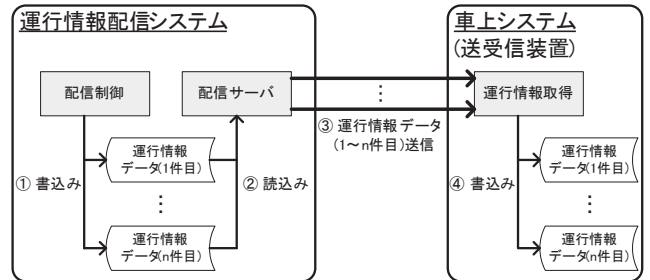 運行情報配信システム
配信制御
配信サーバ
① 書込み
運行情報
データ(1件目)
⋮
運行情報
データ(n件目)
② 読込み
⋮
③ 運行情報データ
(1~n件目)送信
車上システム
(送受信装置)
運行情報取得
④ 書込み
運行情報
データ(1件目)
⋮
運行情報
データ(n件目)